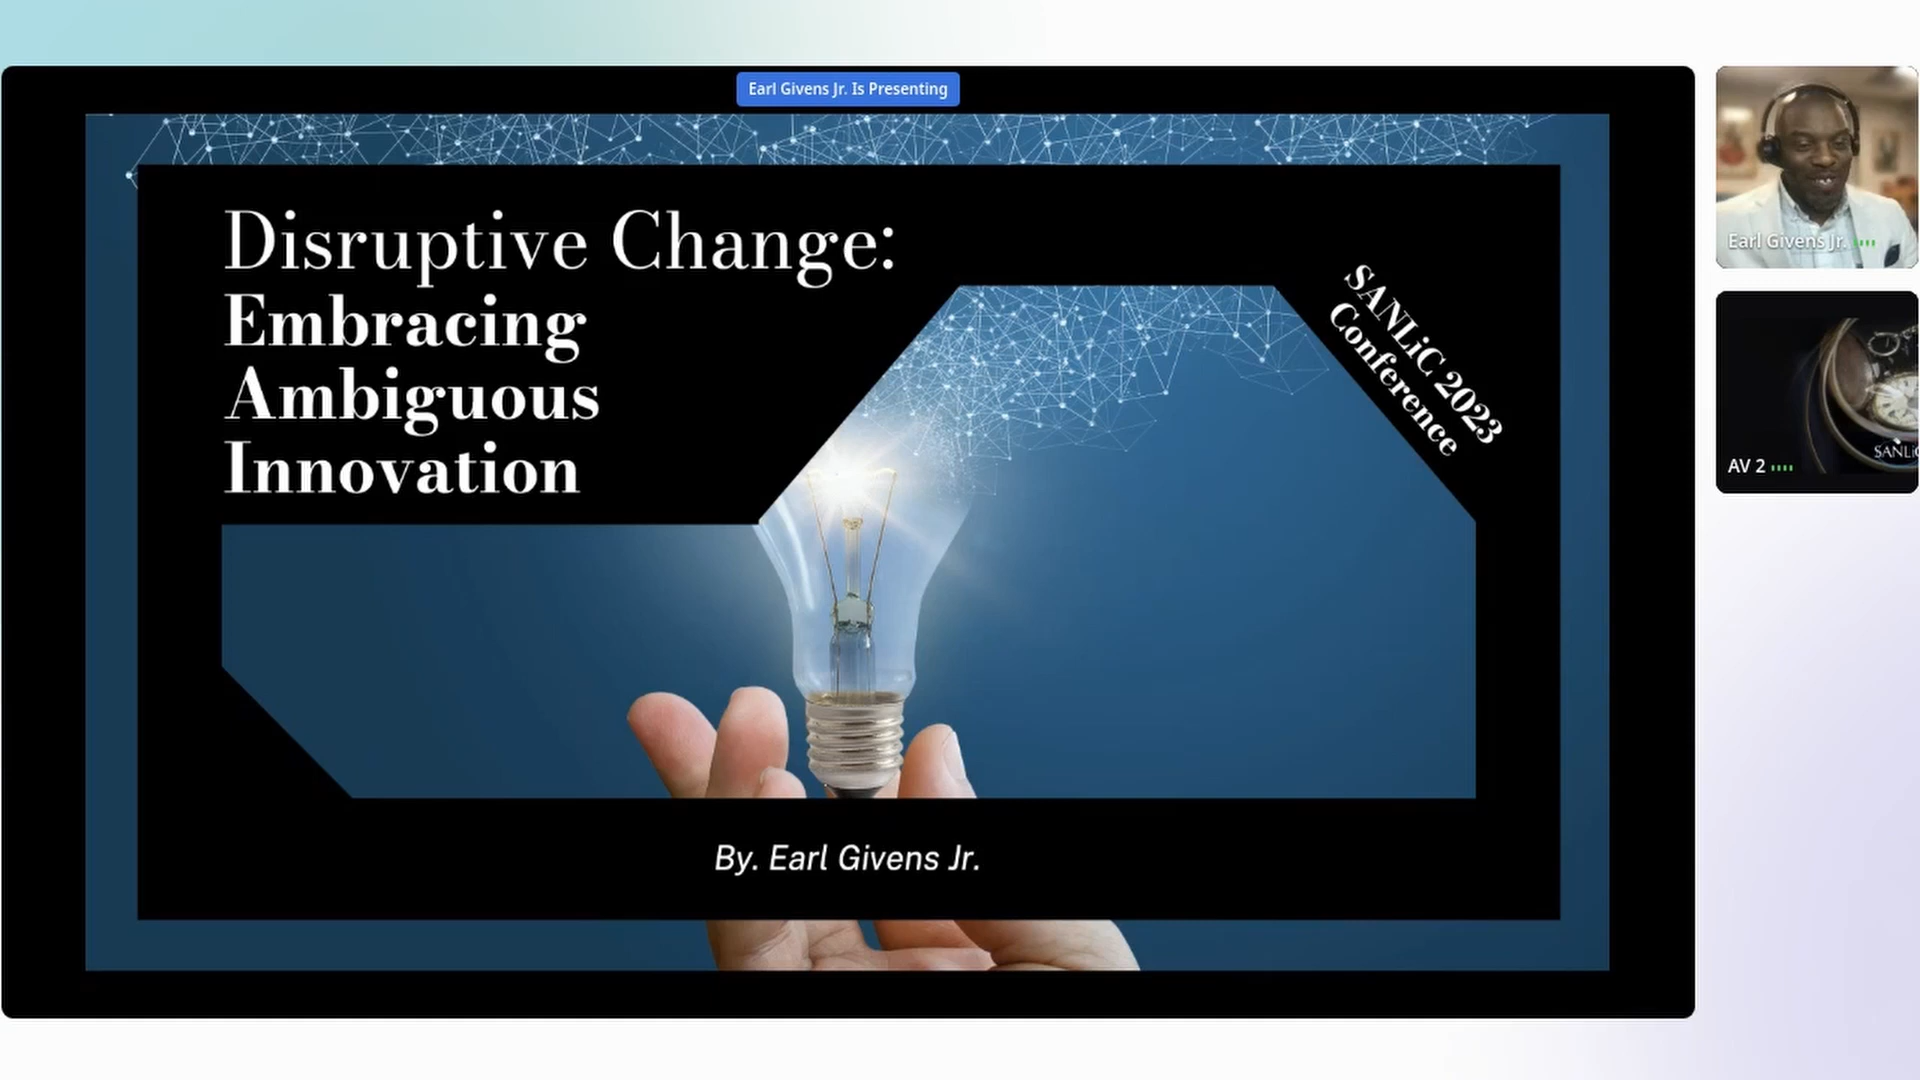 Earl Givens Jr. Is Presenting
Disruptive Change:
Embracing
Ambiguous
Innovation
SANLiC 2023
Conference
By. Earl Givens Jr.
Earl Givens Jr.
SANLiC
AV 2